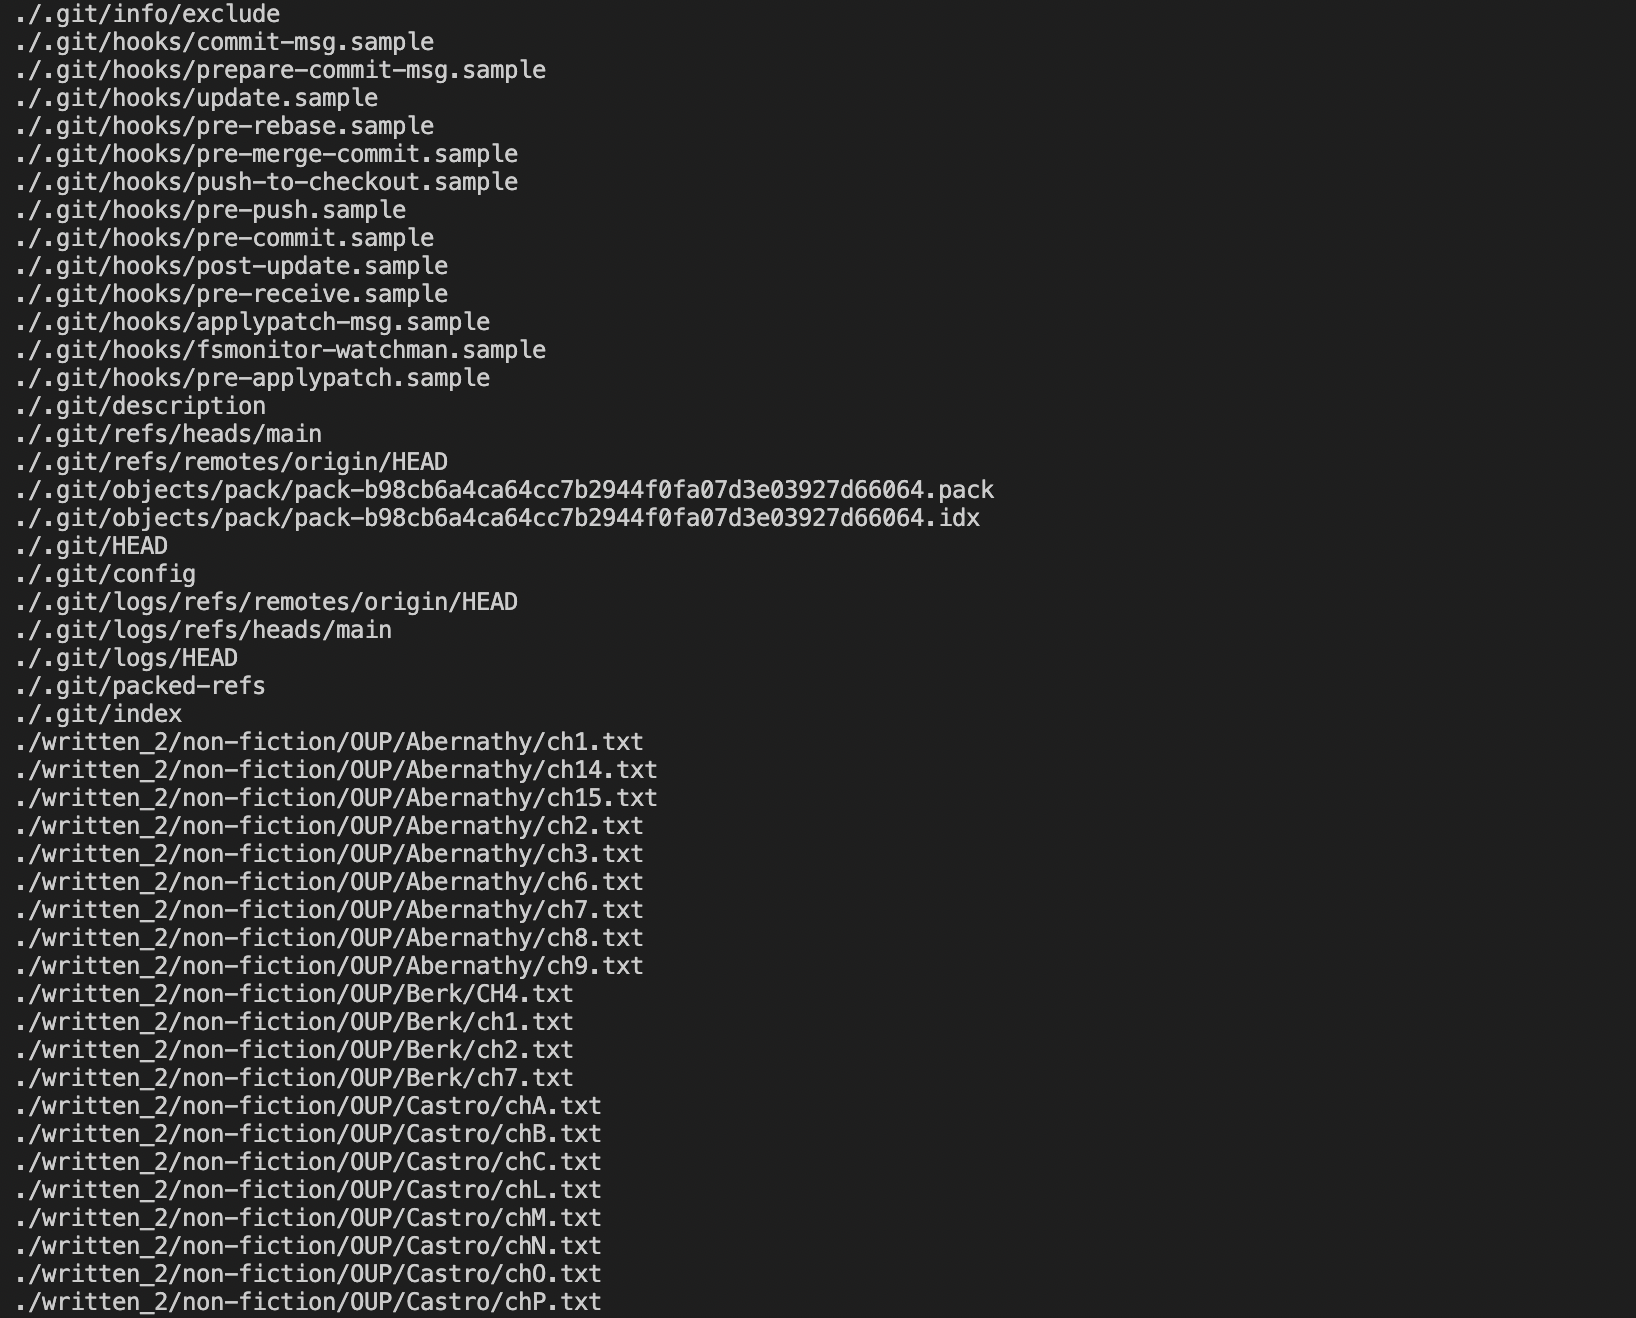 ./.git/info/exclude
./.git/hooks/commit-msg.sample
./.git/hooks/prepare-commit-msg.sample
./.git/hooks/update.sample
./.git/hooks/pre-rebase.sample
./.git/hooks/pre-merge-commit.sample
./.git/hooks/push-to-checkout.sample
./.git/hooks/pre-push.sample
./.git/hooks/pre-commit.sample
./.git/hooks/post-update.sample
./.git/hooks/pre-receive.sample
./.git/hooks/applypatch-msg.sample
./.git/hooks/fsmonitor-watchman.sample
./.git/hooks/pre-applypatch.sample
./.git/description
./.git/refs/heads/main
./.git/refs/remotes/origin/HEAD
./.git/objects/pack/pack-b98cb6a4ca64cc7b2944f0fa07d3e03927d66064.pack
./.git/objects/pack/pack-b98cb6a4ca64cc7b2944f0fa07d3e03927d66064.idx
./.git/HEAD
./.git/config
./.git/logs/refs/remotes/origin/HEAD
./.git/logs/refs/heads/main
./.git/logs/HEAD
./.git/packed-refs
./.git/index
./written_2/non-fiction/OUP/Abernathy/ch1.txt
./written_2/non-fiction/OUP/Abernathy/ch14.txt
./written_2/non-fiction/OUP/Abernathy/ch15.txt
./written_2/non-fiction/OUP/Abernathy/ch2.txt
./written_2/non-fiction/OUP/Abernathy/ch3.txt
./written_2/non-fiction/OUP/Abernathy/ch6.txt
./written_2/non-fiction/OUP/Abernathy/ch7.txt
./written_2/non-fiction/OUP/Abernathy/ch8.txt
./written_2/non-fiction/OUP/Abernathy/ch9.txt
./written_2/non-fiction/OUP/Berk/CH4.txt
./written_2/non-fiction/OUP/Berk/ch1.txt
./written_2/non-fiction/OUP/Berk/ch2.txt
./written_2/non-fiction/OUP/Berk/ch7.txt
./written_2/non-fiction/OUP/Castro/chA.txt
./written_2/non-fiction/OUP/Castro/chB.txt
./written_2/non-fiction/OUP/Castro/chC.txt
./written_2/non-fiction/OUP/Castro/chL.txt
./written_2/non-fiction/OUP/Castro/chM.txt
./written_2/non-fiction/OUP/Castro/chN.txt
./written_2/non-fiction/OUP/Castro/chO.txt
./written_2/non-fiction/OUP/Castro/chP.txt